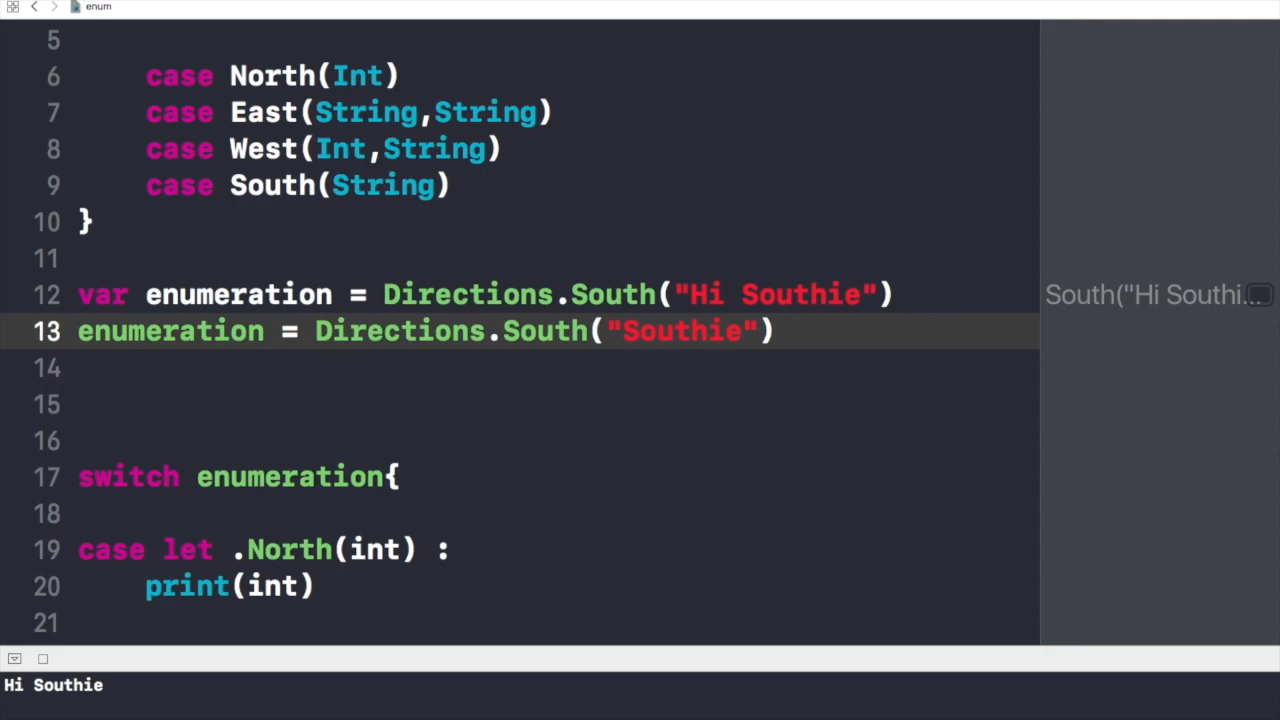 enum
5
6 case North(Int)
7 case East(String,String)
8 case West(Int,String)
9 case South(String)
10 }
11
12 var enumeration = Directions.South("Hi Southie") South("Hi Southi...
13 enumeration = Directions.South("Southie")
14
15
16
17 switch enumeration{
18
19 case let .North(int) :
20 print(int)
21
Hi Southie